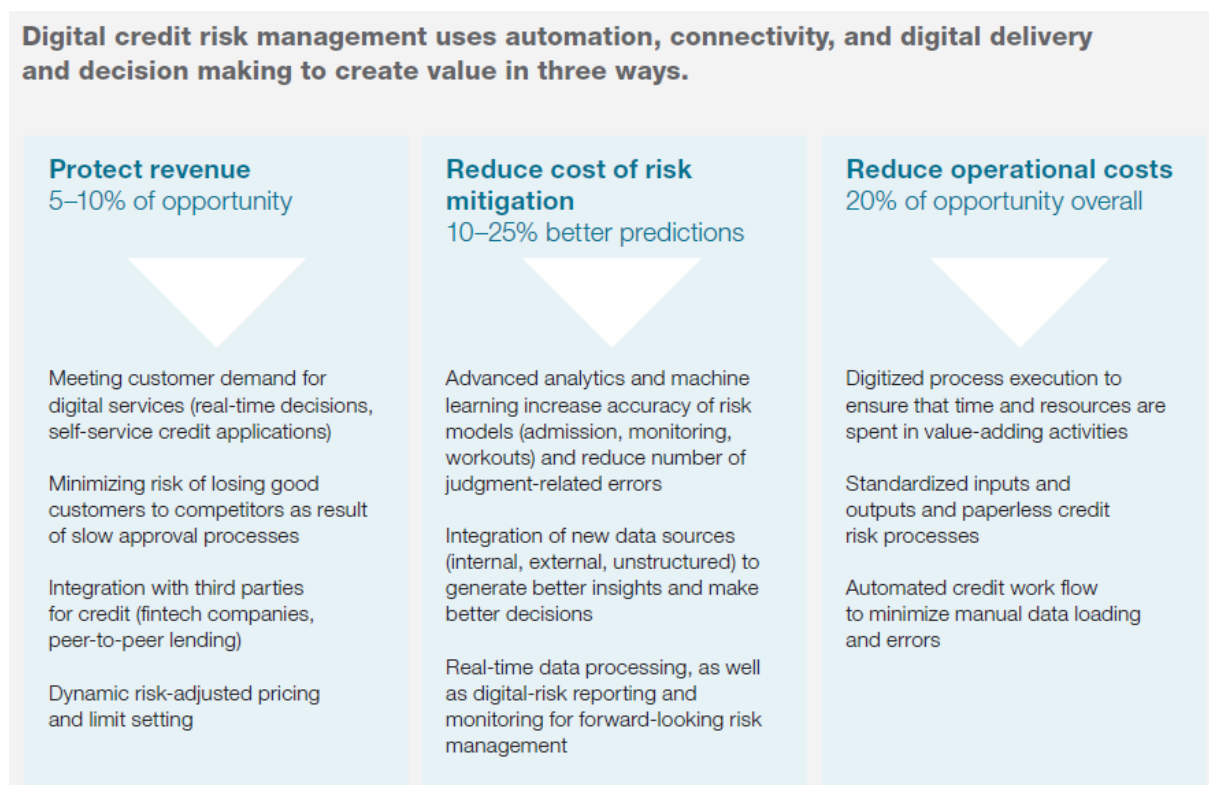 Digital credit risk management uses automation, connectivity, and digital delivery
and decision making to create value in three ways.
Protect revenue
5–10% of opportunity
Meeting customer demand for
digital services (real-time decisions,
self-service credit applications)
Minimizing risk of losing good
customers to competitors as result
of slow approval processes
Integration with third parties
for credit (fintech companies,
peer-to-peer lending)
Dynamic risk-adjusted pricing
and limit setting
Reduce cost of risk
mitigation
10–25% better predictions
Advanced analytics and machine
learning increase accuracy of risk
models (admission, monitoring,
workouts) and reduce number of
judgment-related errors
Integration of new data sources
(internal, external, unstructured) to
generate better insights and make
better decisions
Real-time data processing, as well
as digital-risk reporting and
monitoring for forward-looking risk
management
Reduce operational costs
20% of opportunity overall
Digitized process execution to
ensure that time and resources are
spent in value-adding activities
Standardized inputs and
outputs and paperless credit
risk processes
Automated credit work flow
to minimize manual data loading
and errors